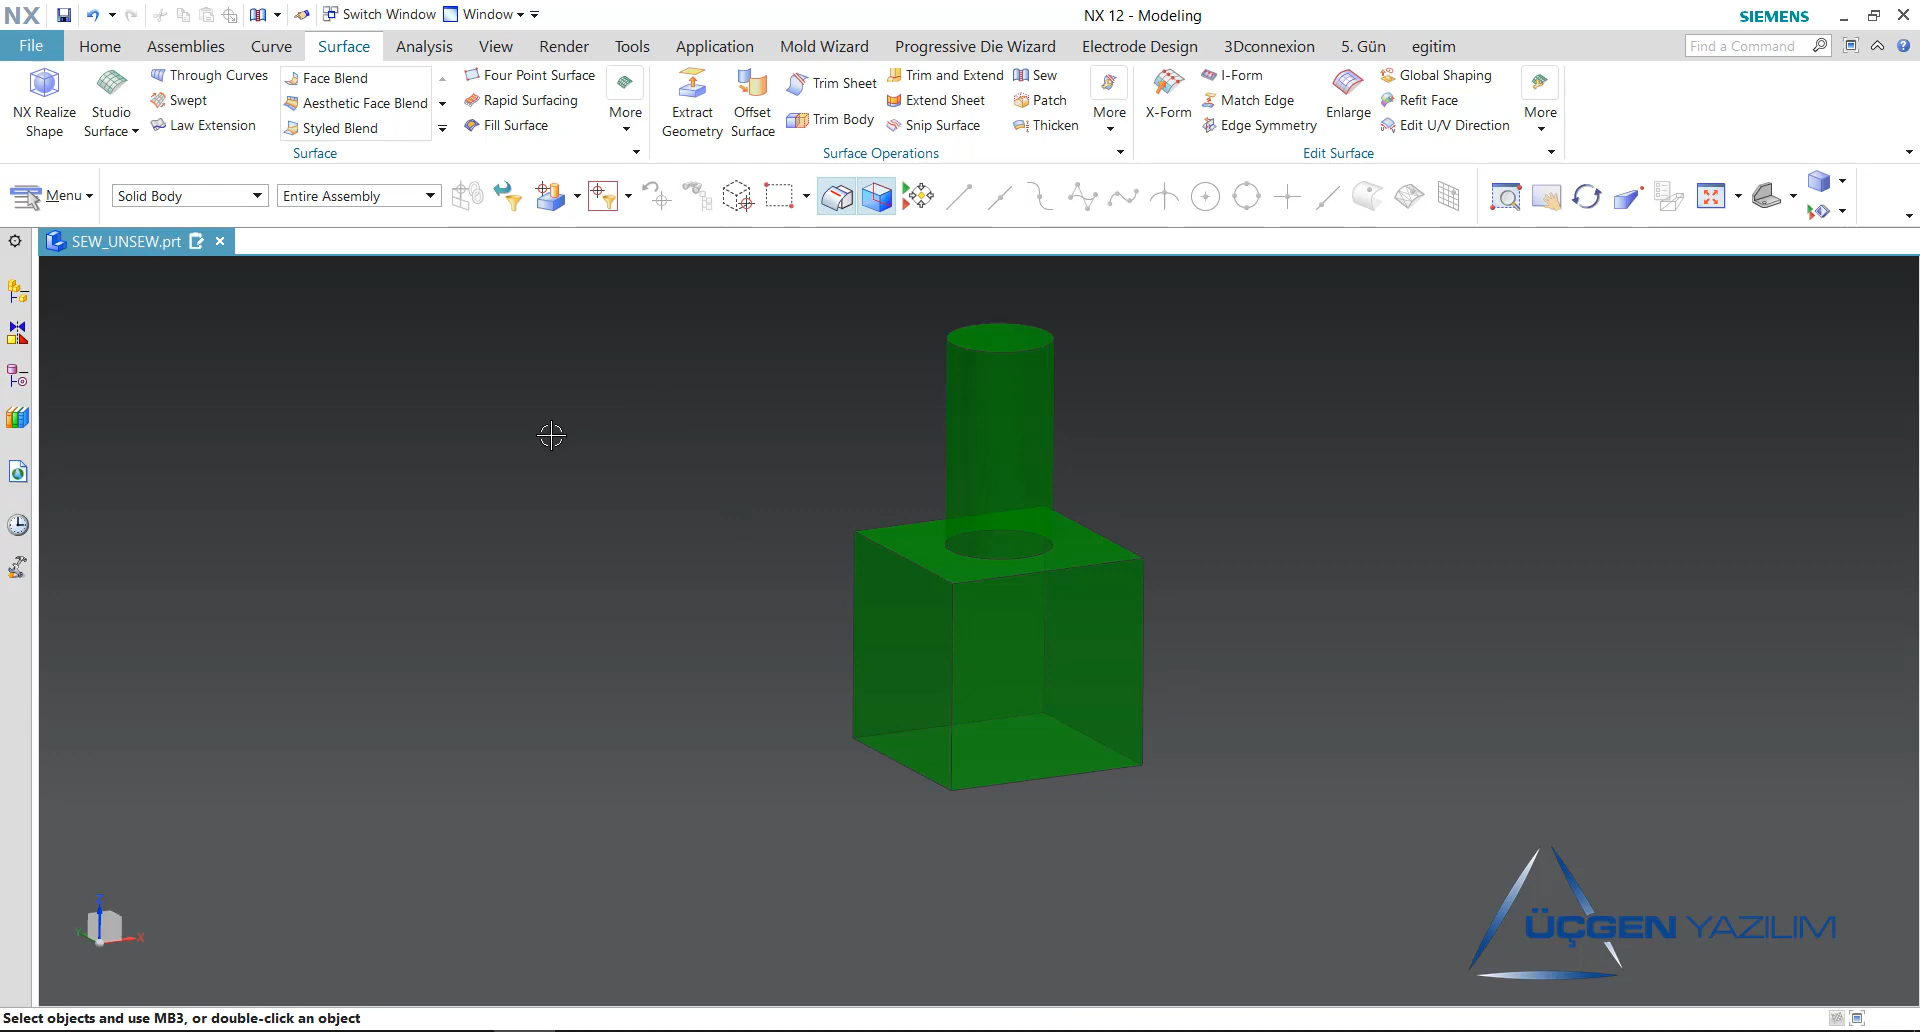 NX Switch Window Window NX 12 - Modeling SIEMENS
File Home Assemblies Curve Surface Analysis View Render Tools Application Mold Wizard Progressive Die Wizard Electrode Design 3Dconnexion 5. Gün egitim Find a Command
NX Realize Shape
Studio Surface
Through Curves
Swept
Law Extension
Face Blend
Aesthetic Face Blend
Styled Blend
Four Point Surface
Rapid Surfacing
Fill Surface
More
Surface
Extract Geometry
Offset Surface
Trim Sheet
Trim Body
Trim and Extend
Extend Sheet
Snip Surface
Sew
Patch
Thicken
More
Surface Operations
X-Form
I-Form
Match Edge
Edge Symmetry
Enlarge
Global Shaping
Refit Face
Edit U/V Direction
More
Edit Surface
Menu Solid Body Entire Assembly
SEW_UNSEW.prt
Z
Y
X
ÜÇGEN YAZILIM
Select objects and use MB3, or double-click an object